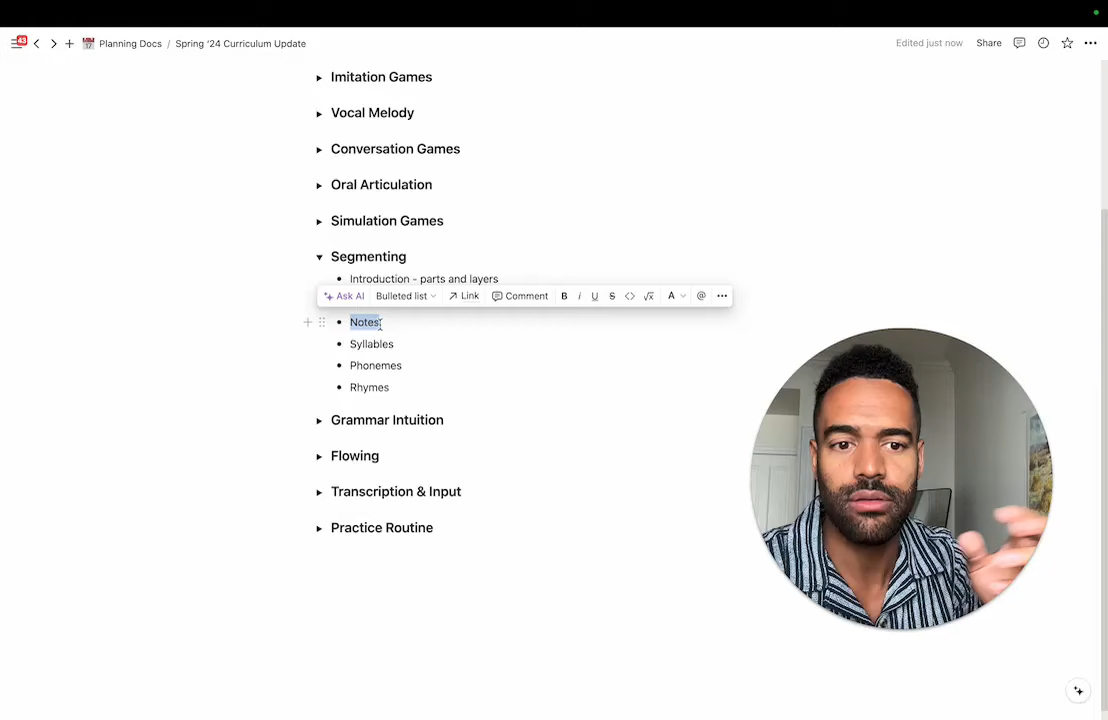 43
Planning Docs / Spring '24 Curriculum Update
Edited just now
Share
Imitation Games
Vocal Melody
Conversation Games
Oral Articulation
Simulation Games
Segmenting
Introduction - parts and layers
Ask AI Bulleted list Link Comment B i U S <> √x A @ •••
Notes
Syllables
Phonemes
Rhymes
Grammar Intuition
Flowing
Transcription & Input
Practice Routine